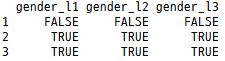 gender_l1 gender_l2 gender_l3
1 FALSE FALSE FALSE
2 TRUE TRUE TRUE
3 TRUE TRUE TRUE